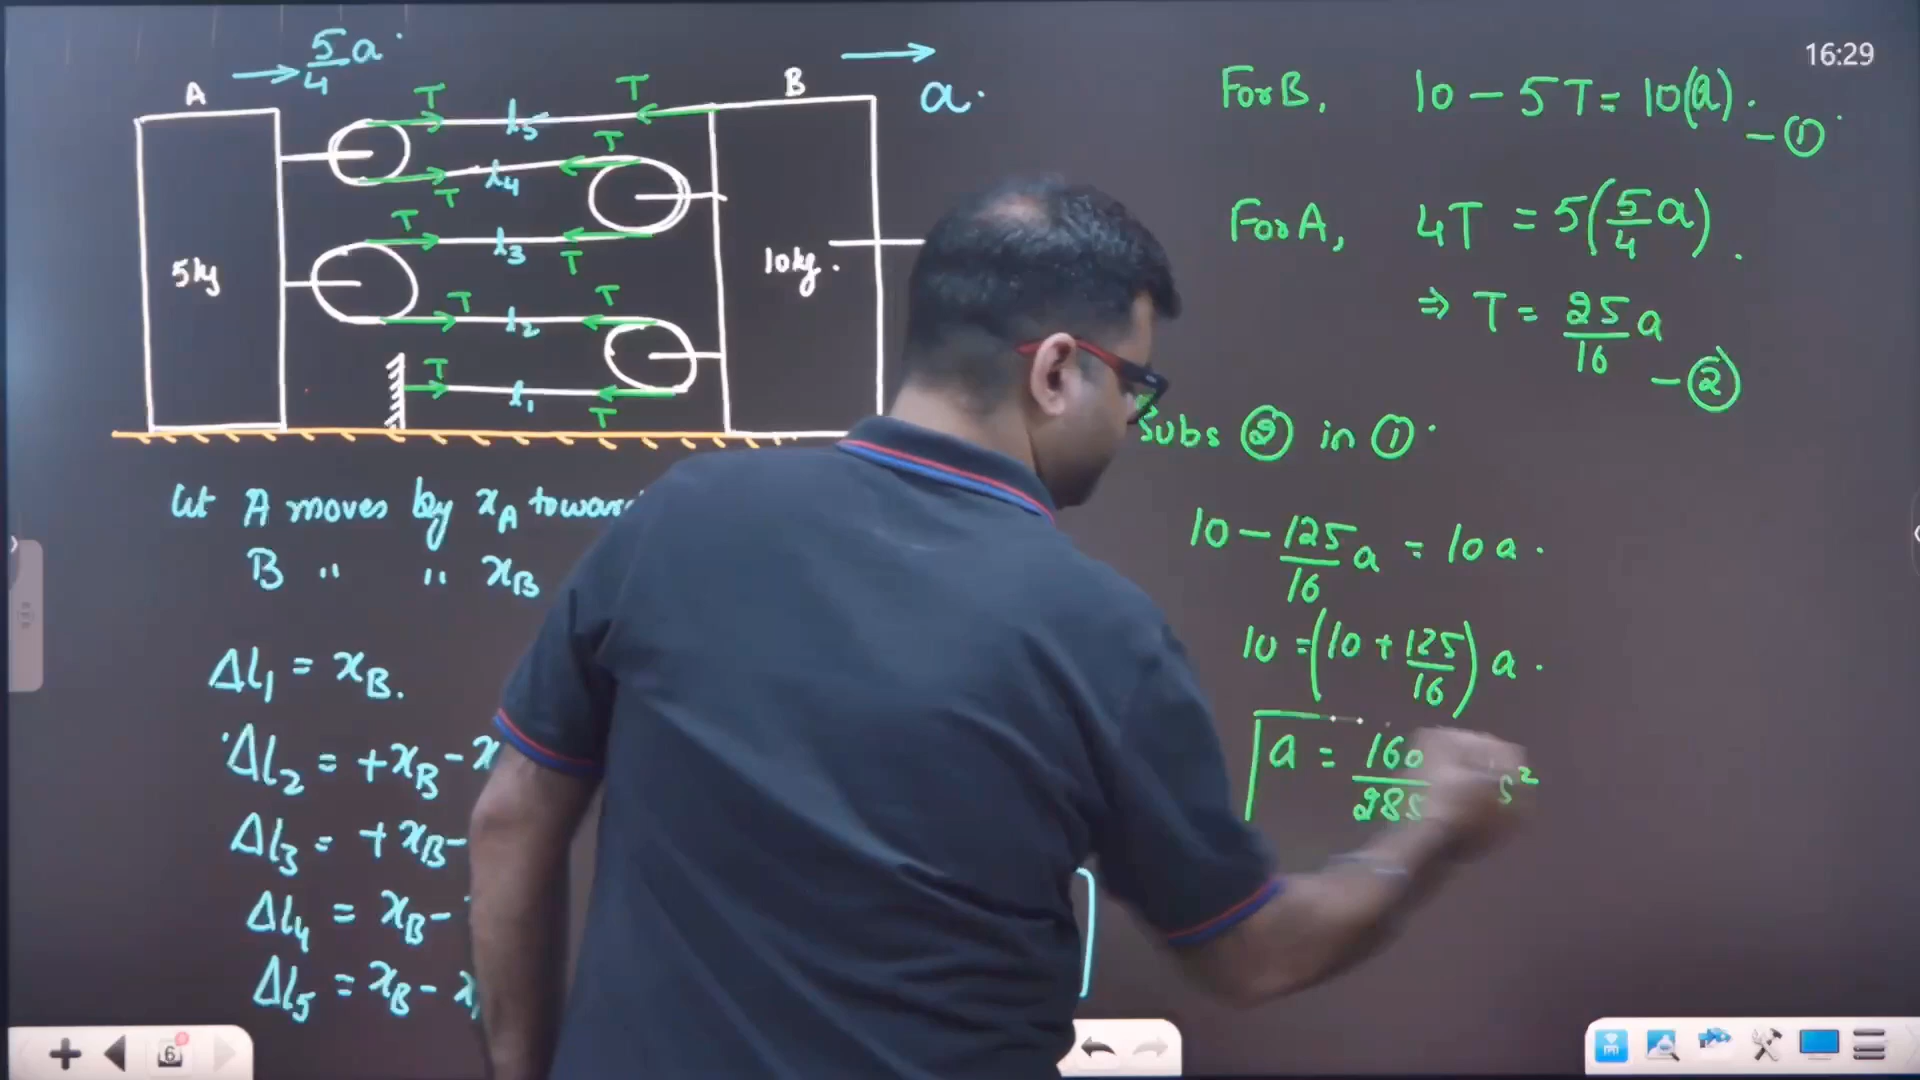 16:29
5/4 a
A
B
a.
T
T
l5
T
l4
T
T
T
l3
T
5kg
10kg.
T
T
l2
T
l1
T
Let A moves by xA
B " " xB
Δl1 = xB.
Δl2 = +xB - x
Δl3 = +xB -
Δl4 = xB -
Δl5 = xB -
For B, 10 - 5T = 10(a). - ①
For A, 4T = 5(5/4 a).
⇒ T = 25/16 a - ②
Subs ② in ①.
10 - 125/16 a = 10a.
10 = (10 + 125/16) a.
a = 160/285 s²
6